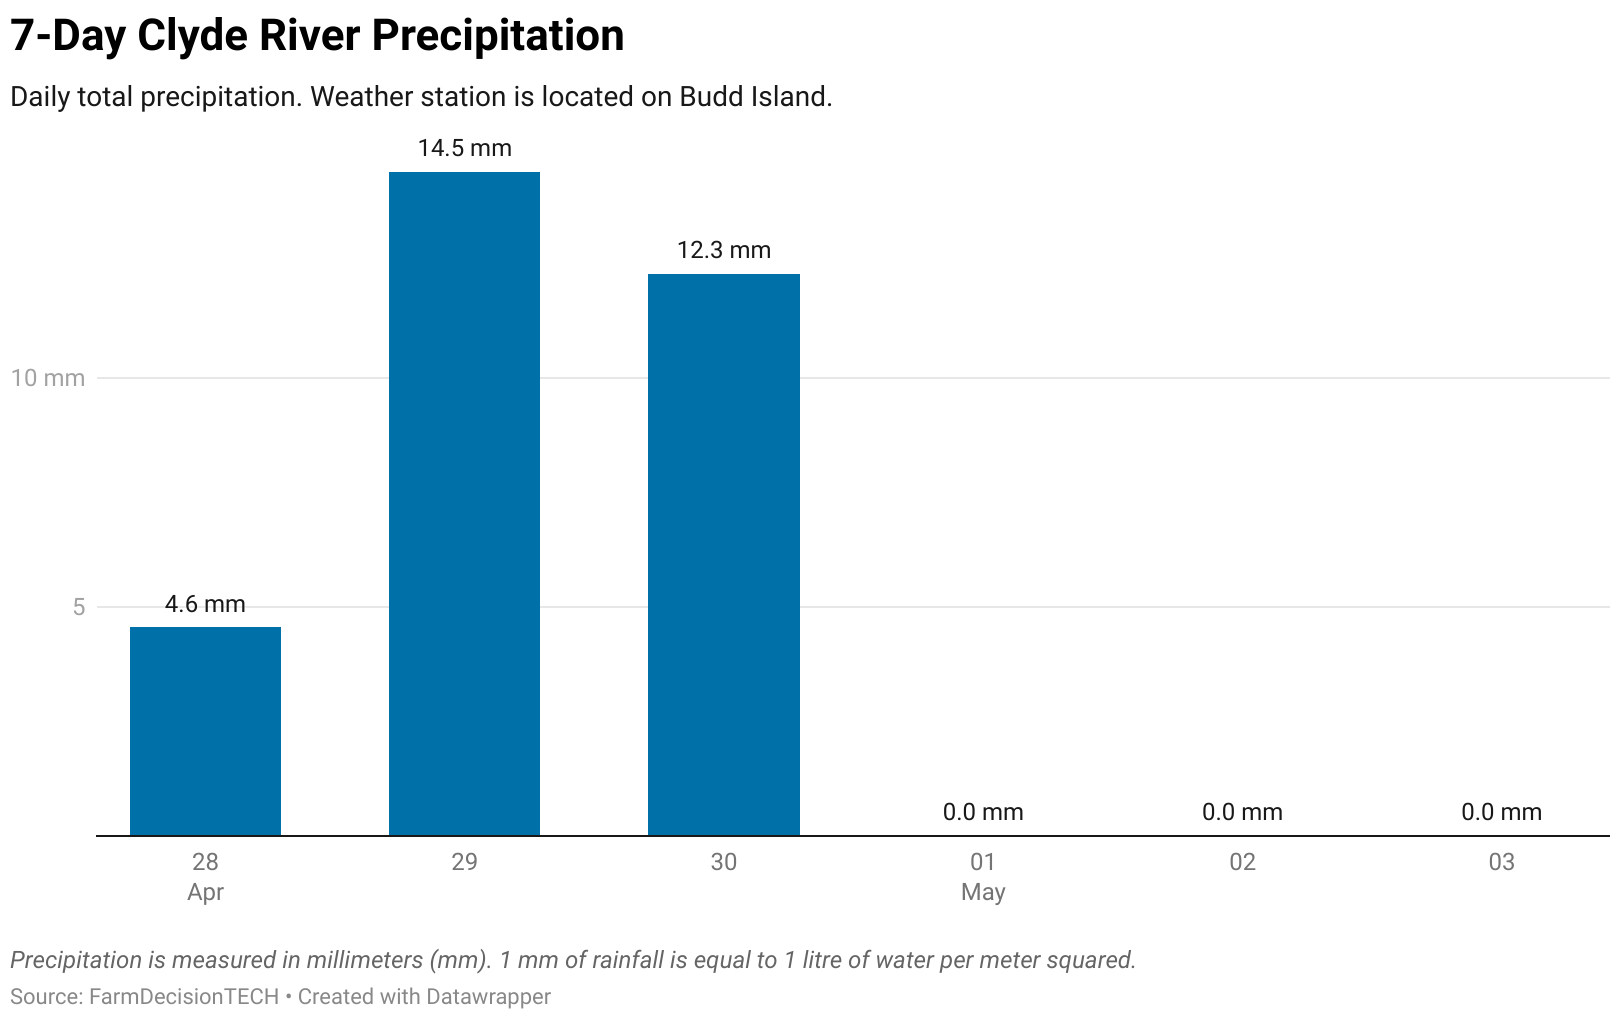 7-Day Clyde River Precipitation
Daily total precipitation. Weather station is located on Budd Island.
14.5 mm
12.3 mm
10 mm
5
4.6 mm
0.0 mm
0.0 mm
0.0 mm
28
29
30
01
02
03
Apr
May
Precipitation is measured in millimeters (mm). 1 mm of rainfall is equal to 1 litre of water per meter squared.
Source: FarmDecisionTECH • Created with Datawrapper